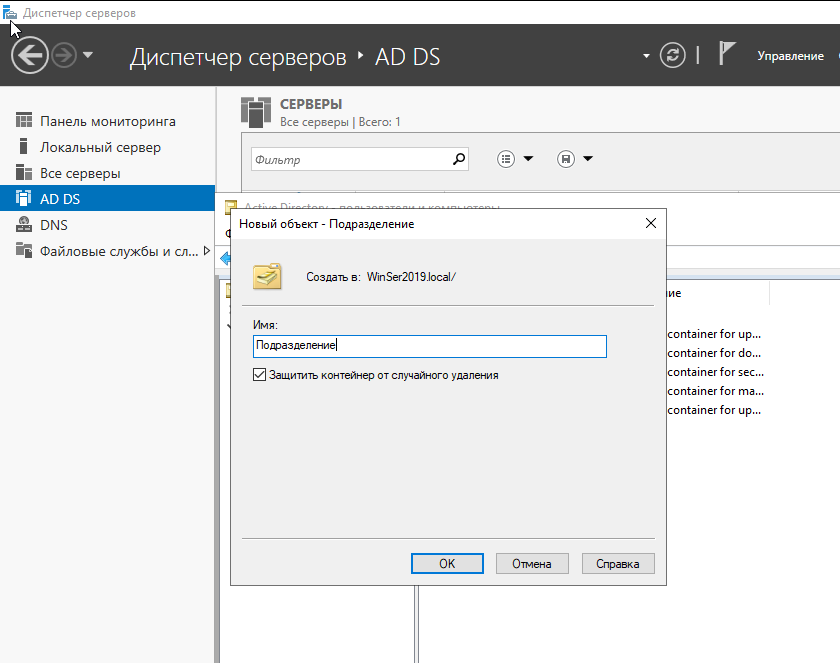 Диспетчер серверов
Диспетчер серверов ‣ AD DS
Управление
Панель мониторинга
Локальный сервер
Все серверы
AD DS
DNS
Файловые службы и сл...
СЕРВЕРЫ
Все серверы | Всего: 1
Фильтр
Active Directory - пользователи и компьютеры
Новый объект - Подразделение
Создать в: WinSer2019.local/
Имя:
Подразделение
Защитить контейнер от случайного удаления
OK
Отмена
Справка
container for up...
container for do...
container for sec...
container for ma...
container for up...